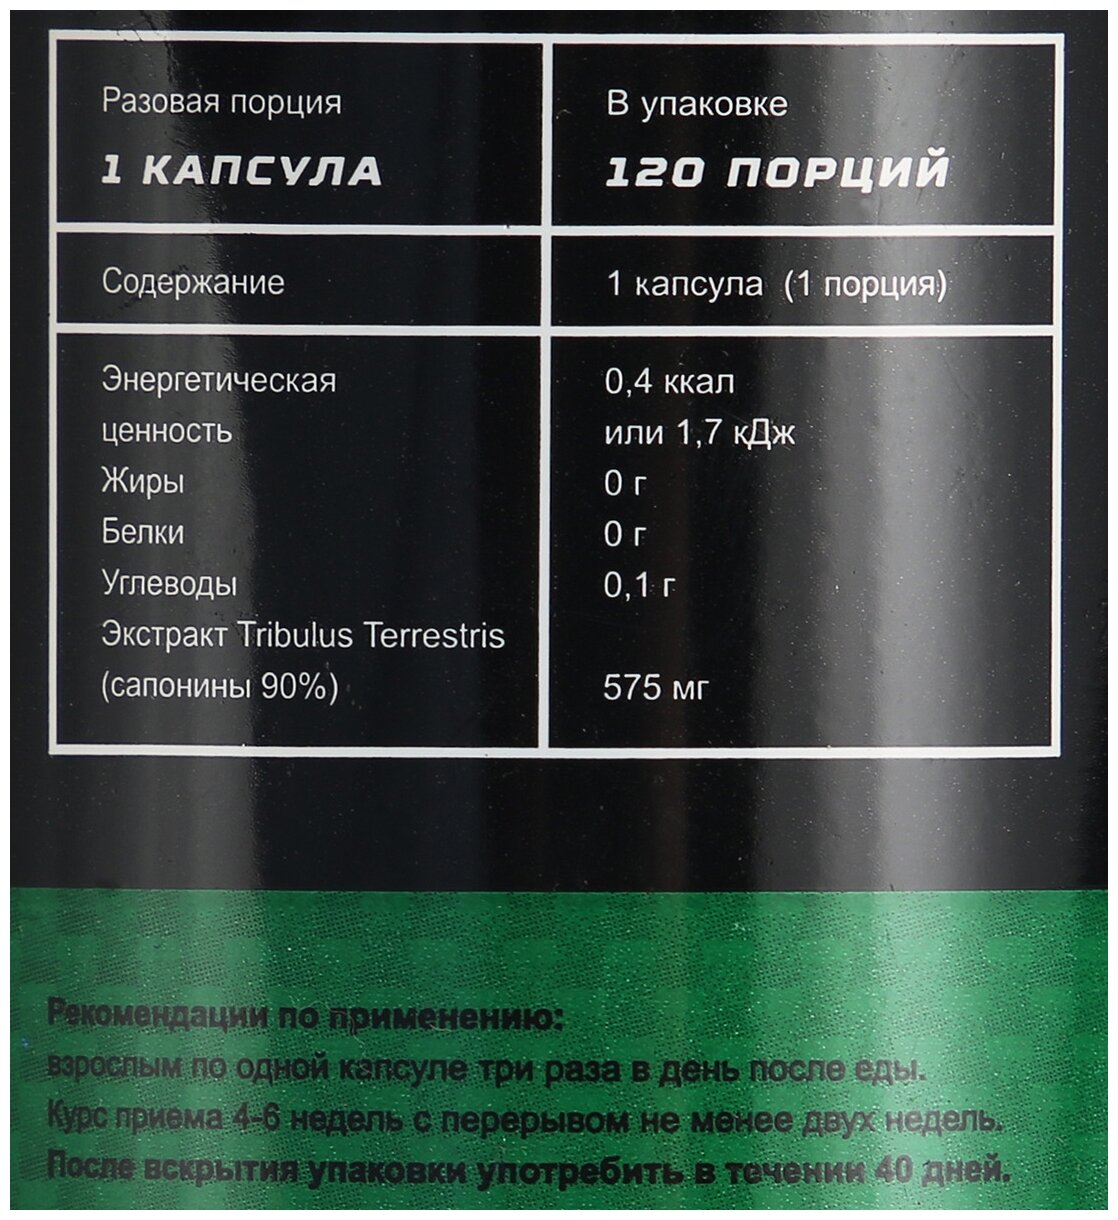 Разовая порция
1 КАПСУЛА
В упаковке
120 ПОРЦИЙ
Содержание
1 капсула (1 порция)
Энергетическая
0,4 ккал
ценность
или 1,7 кДж
Жиры
0 г
Белки
0 г
Углеводы
0,1 г
Экстракт Tribulus Terrestris
(сапонины 90%)
575 мг
Рекомендации по применению:
взрослым по одной капсуле три раза в день после еды.
Курс приема 4-6 недель с перерывом не менее двух недель.
После вскрытия упаковки употребить в течении 40 дней.